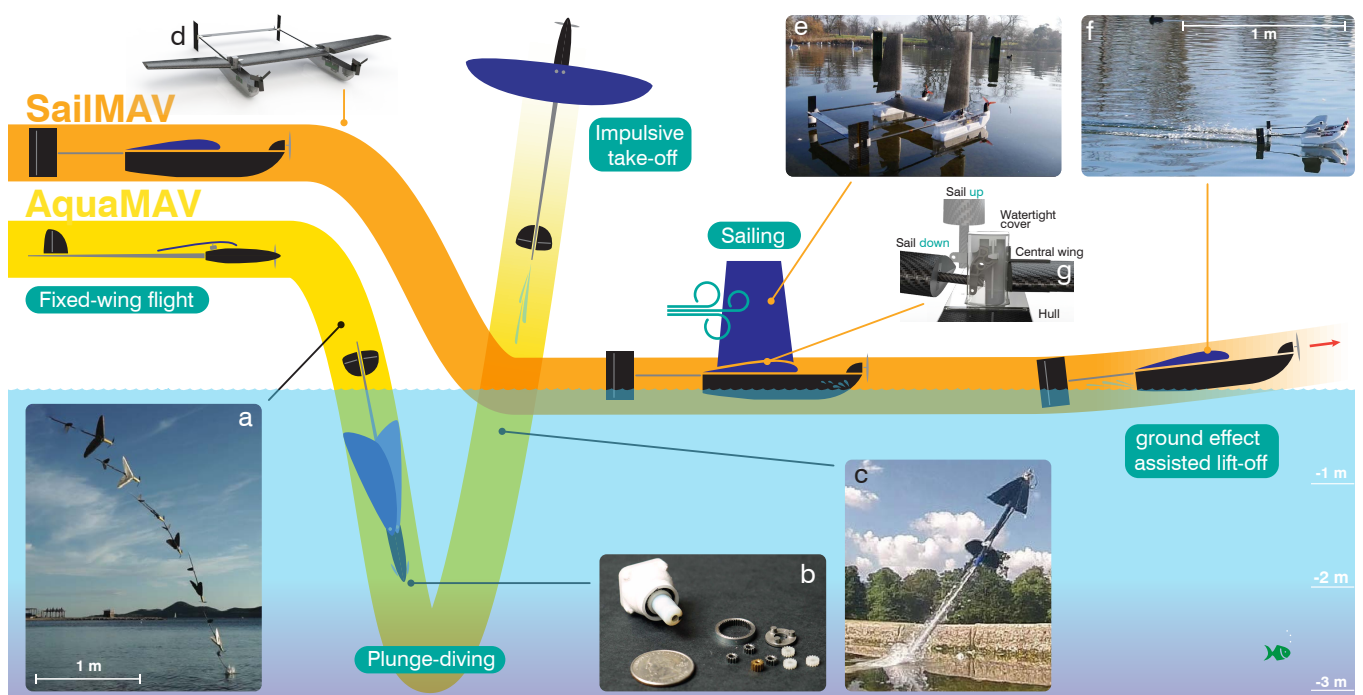 d
SailMAV
AquaMAV
Fixed-wing flight
Impulsive
take-off
e
f
1 m
Sailing
Sail up
Watertight
cover
Sail down
Central wing
g
Hull
a
1 m
Plunge-diving
b
c
ground effect
assisted lift-off
-1 m
-2 m
-3 m